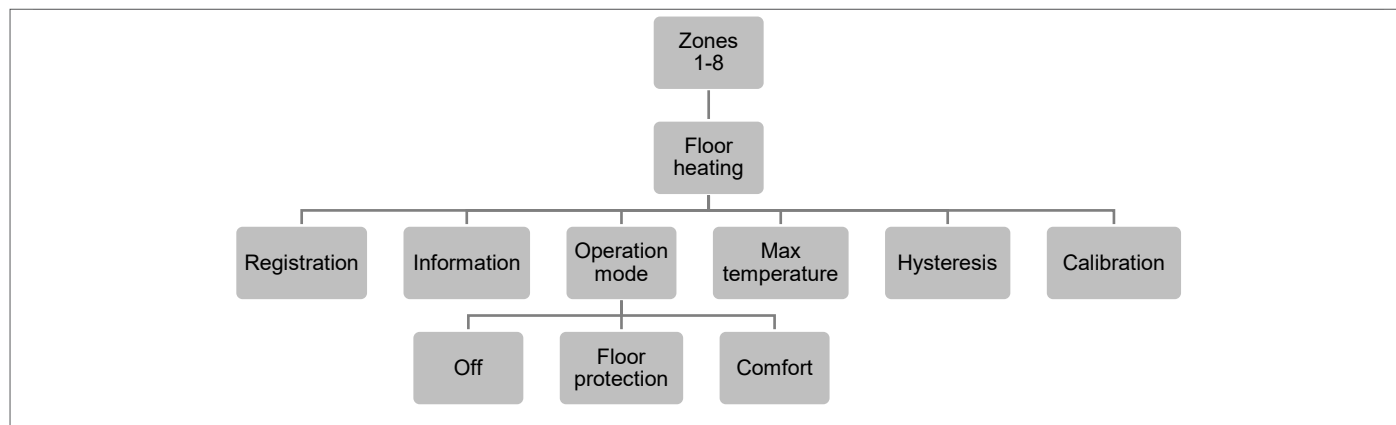 Zones
1-8
Floor
heating
Registration
Information
Operation
mode
Max
temperature
Hysteresis
Calibration
Off
Floor
protection
Comfort